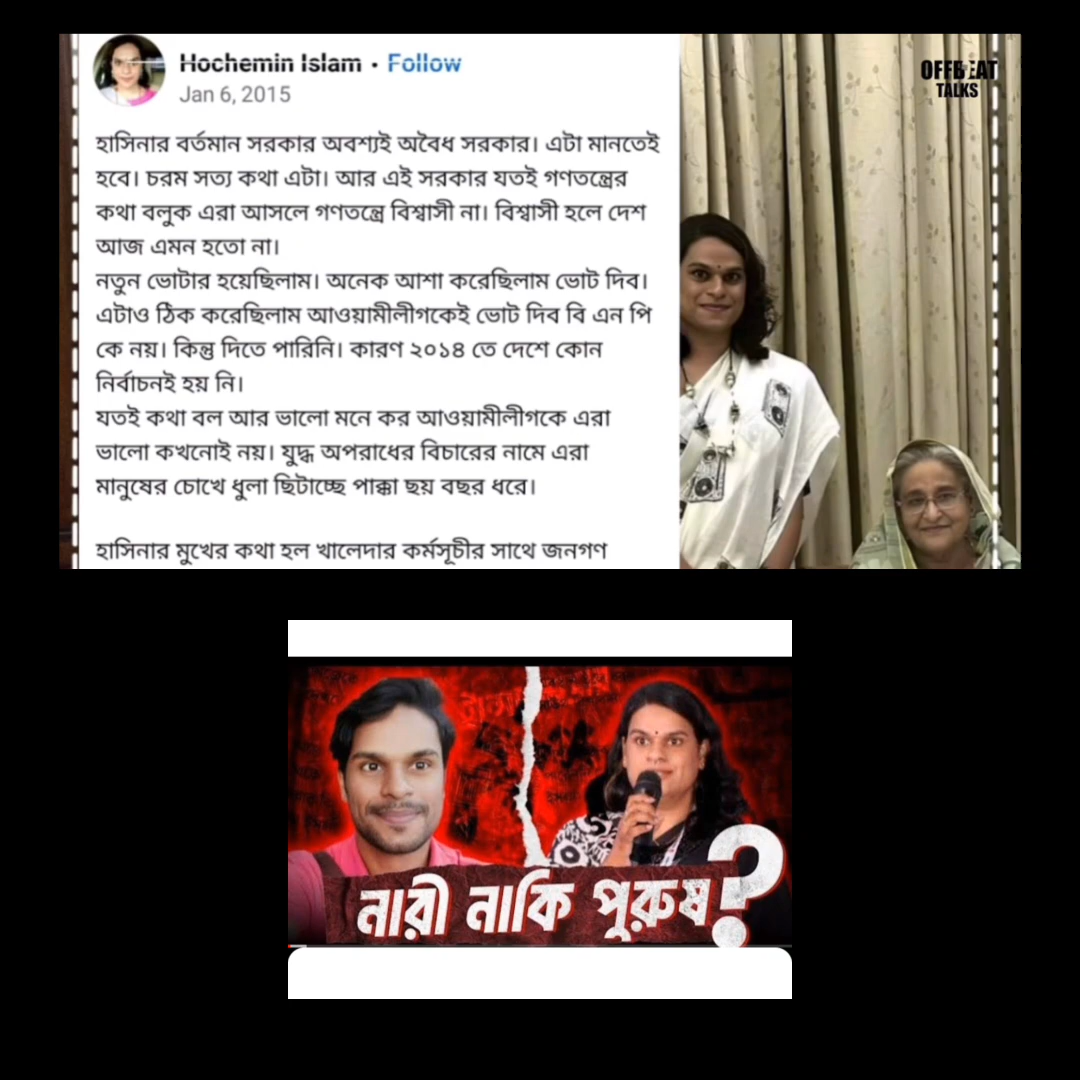 Hochemin Islam • Follow
Jan 6, 2015
OFFBEAT
TALKS
হাসিনার বর্তমান সরকার অবশ্যই অবৈধ সরকার। এটা মানতেই
হবে। চরম সত্য কথা এটা। আর এই সরকার যতই গণতন্ত্রের
কথা বলুক এরা আসলে গণতন্ত্রে বিশ্বাসী না। বিশ্বাসী হলে দেশ
আজ এমন হতো না।
নতুন ভোটার হয়েছিলাম। অনেক আশা করেছিলাম ভোট দিব।
এটাও ঠিক করেছিলাম আওয়ামীলীগকেই ভোট দিব বি এন পি
কে নয়। কিন্তু দিতে পারিনি। কারণ ২০১৪ তে দেশে কোন
নির্বাচনই হয় নি।
যতই কথা বল আর ভালো মনে কর আওয়ামীলীগকে এরা
ভালো কখনোই নয়। যুদ্ধ অপরাধের বিচারের নামে এরা
মানুষের চোখে ধুলা ছিটাচ্ছে পাক্কা ছয় বছর ধরে।
হাসিনার মুখের কথা হল খালেদার কর্মসূচীর সাথে জনগণ
নারী নাকি পুরুষ?